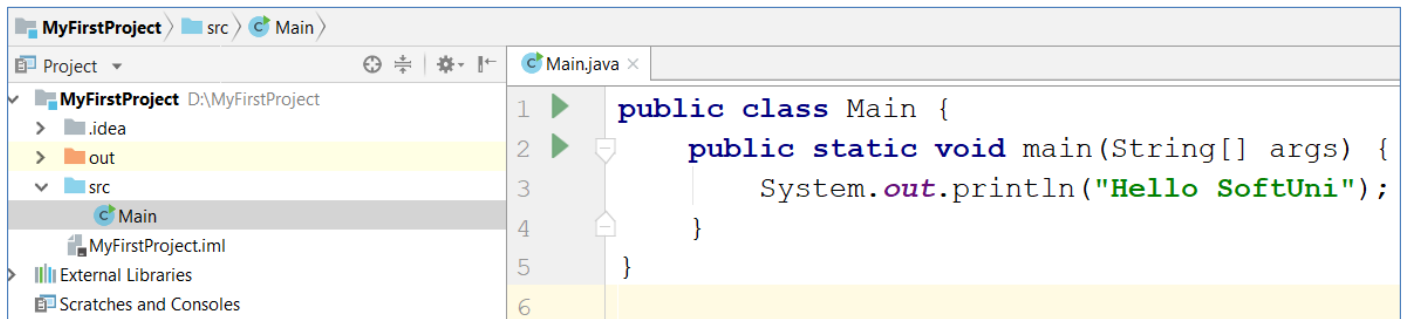 MyFirstProject src Main
Project
MyFirstProject D:\MyFirstProject
.idea
out
src
Main
MyFirstProject.iml
External Libraries
Scratches and Consoles
Main.java
1 public class Main {
2 public static void main(String[] args) {
3 System.out.println("Hello SoftUni");
4 }
5 }
6